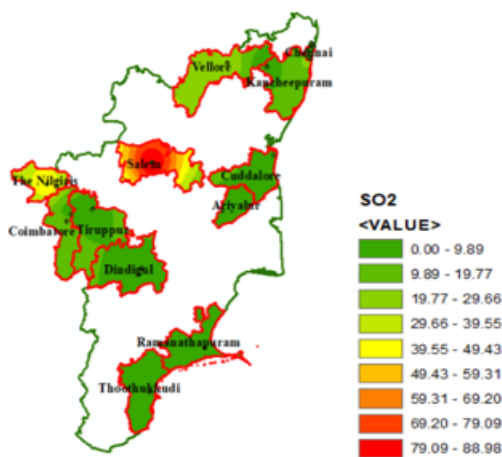 Chennai
Vellore
Kancheepuram
Salem
Cuddalore
The Nilgiris
Ariyalur
Coimbatore
Tiruppur
Dindigul
Ramanathapuram
Thoothukkudi
SO2
<VALUE>
0.00 - 9.89
9.89 - 19.77
19.77 - 29.66
29.66 - 39.55
39.55 - 49.43
49.43 - 59.31
59.31 - 69.20
69.20 - 79.09
79.09 - 88.98